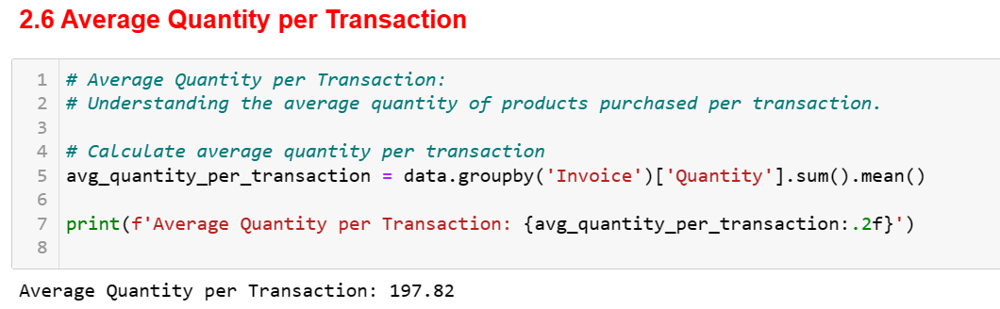 2.6 Average Quantity per Transaction
1 # Average Quantity per Transaction:
2 # Understanding the average quantity of products purchased per transaction.
3
4 # Calculate average quantity per transaction
5 avg_quantity_per_transaction = data.groupby('Invoice')['Quantity'].sum().mean()
6
7 print(f'Average Quantity per Transaction: {avg_quantity_per_transaction:.2f}')
8
Average Quantity per Transaction: 197.82